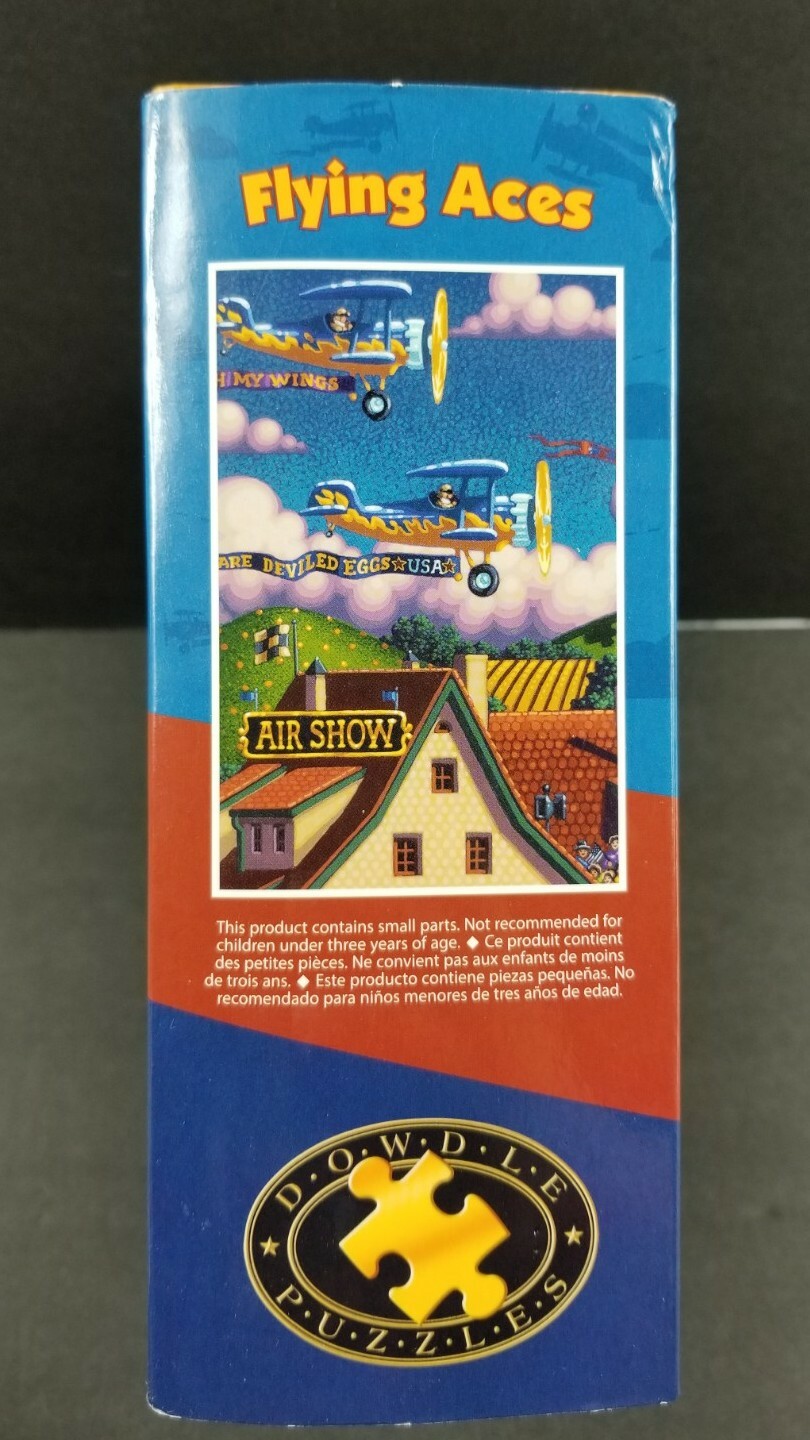 Flying Aces
MY WINGS
ARE DEVILED EGGS☆USA☆
AIR SHOW
This product contains small parts. Not recommended for
children under three years of age. ◆ Ce produit contient
des petites pièces. Ne convient pas aux enfants de moins
de trois ans. ◆ Este producto contiene piezas pequeñas. No
recomendado para niños menores de tres años de edad.
D·O·W·D·L·E
P·U·Z·Z·L·E·S